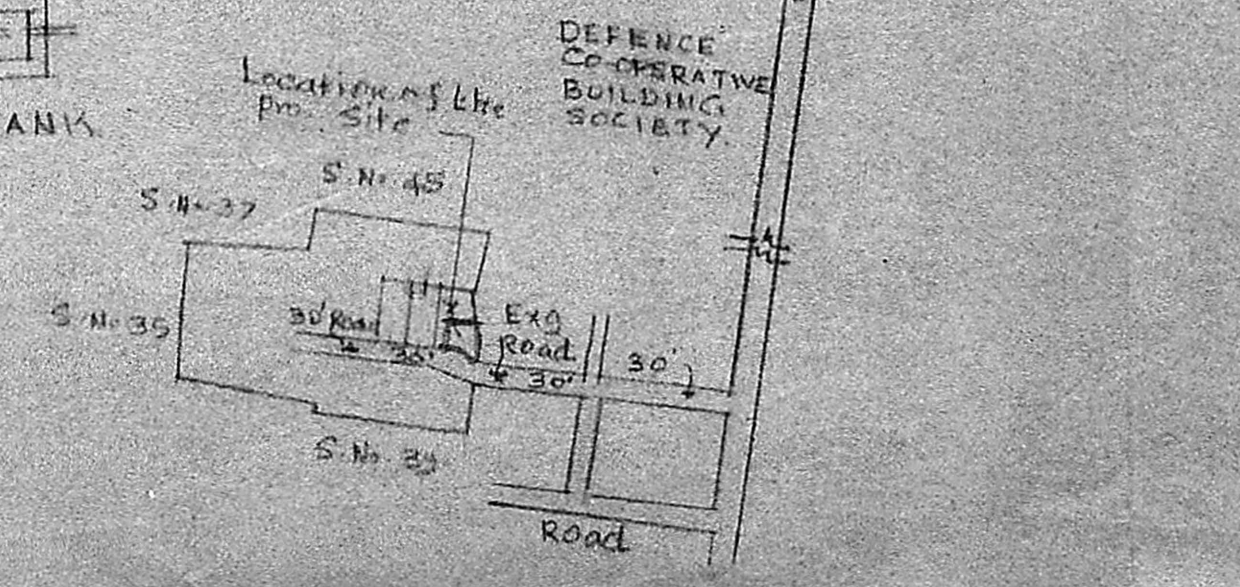 DEFENCE
CO-OPERATIVE
BUILDING
SOCIETY.
Location of the
pro. Site
ANK
S.No. 45
S.No. 37
S.No. 35
30' Road
30'
Exg
Road
30'
30'
S.No. 39
Road